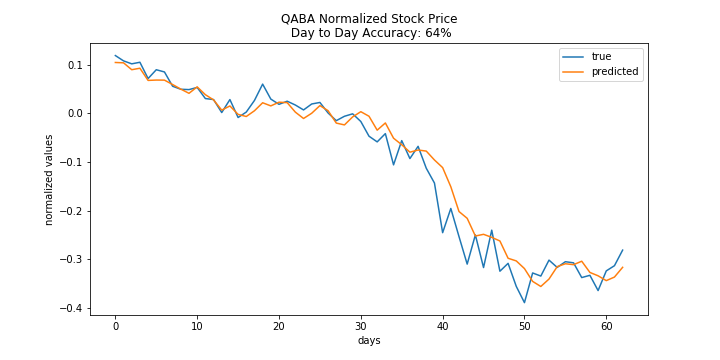 QABA Normalized Stock Price
Day to Day Accuracy: 64%
true
predicted
normalized values
0.1
0.0
−0.1
−0.2
−0.3
−0.4
0 10 20 30 40 50 60
days